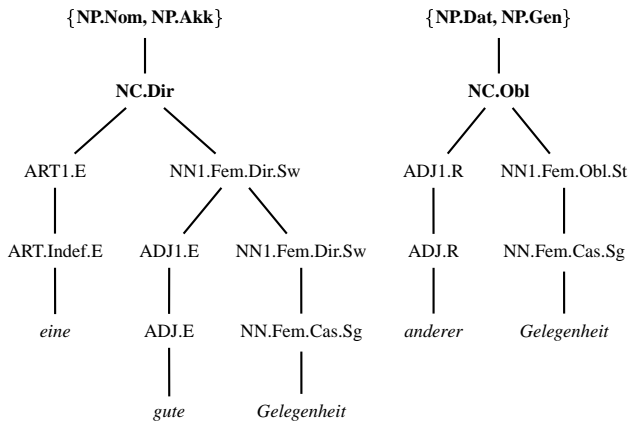 {NP.Nom, NP.Akk} {NP.Dat, NP.Gen}
NC.Dir NC.Obl
ART1.E NN1.Fem.Dir.Sw ADJ1.R NN1.Fem.Obl.St
ART.Indef.E ADJ1.E NN1.Fem.Dir.Sw ADJ.R NN.Fem.Cas.Sg
eine ADJ.E NN.Fem.Cas.Sg anderer Gelegenheit
gute Gelegenheit